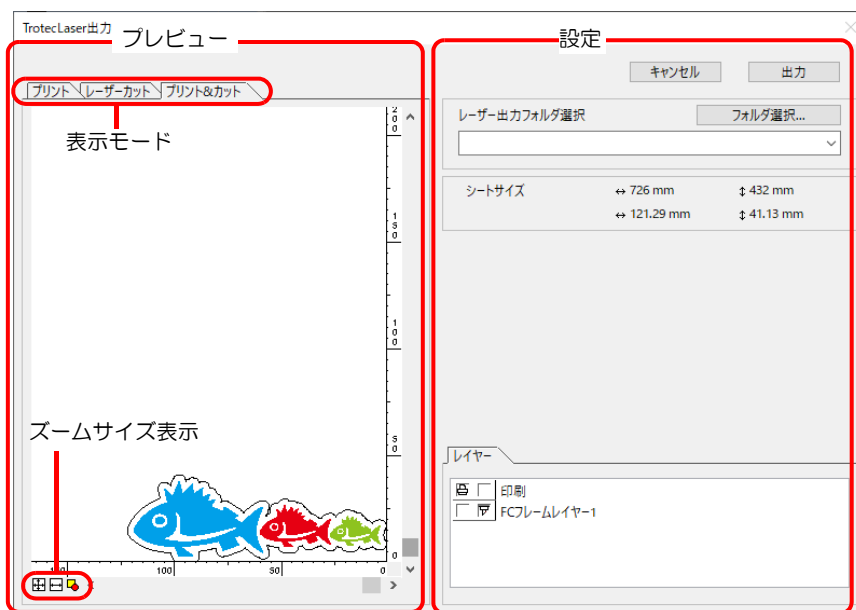 TrotecLaser出力
プレビュー
設定
キャンセル
出力
プリント
レーザーカット
プリント&カット
表示モード
レーザー出力フォルダ選択
フォルダ選択...
シートサイズ
↔ 726 mm
↕ 432 mm
↔ 121.29 mm
↕ 41.13 mm
200
150
100
50
0
ズームサイズ表示
レイヤー
印刷
FCフレームレイヤー1
150
100
50
0